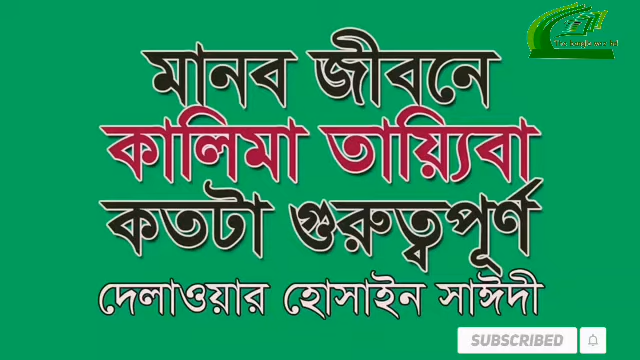 মানব জীবনে
কালিমা তায়্যিবা
কতটা গুরুত্বপূর্ণ
দেলাওয়ার হোসাইন সাঈদী
SUBSCRIBED